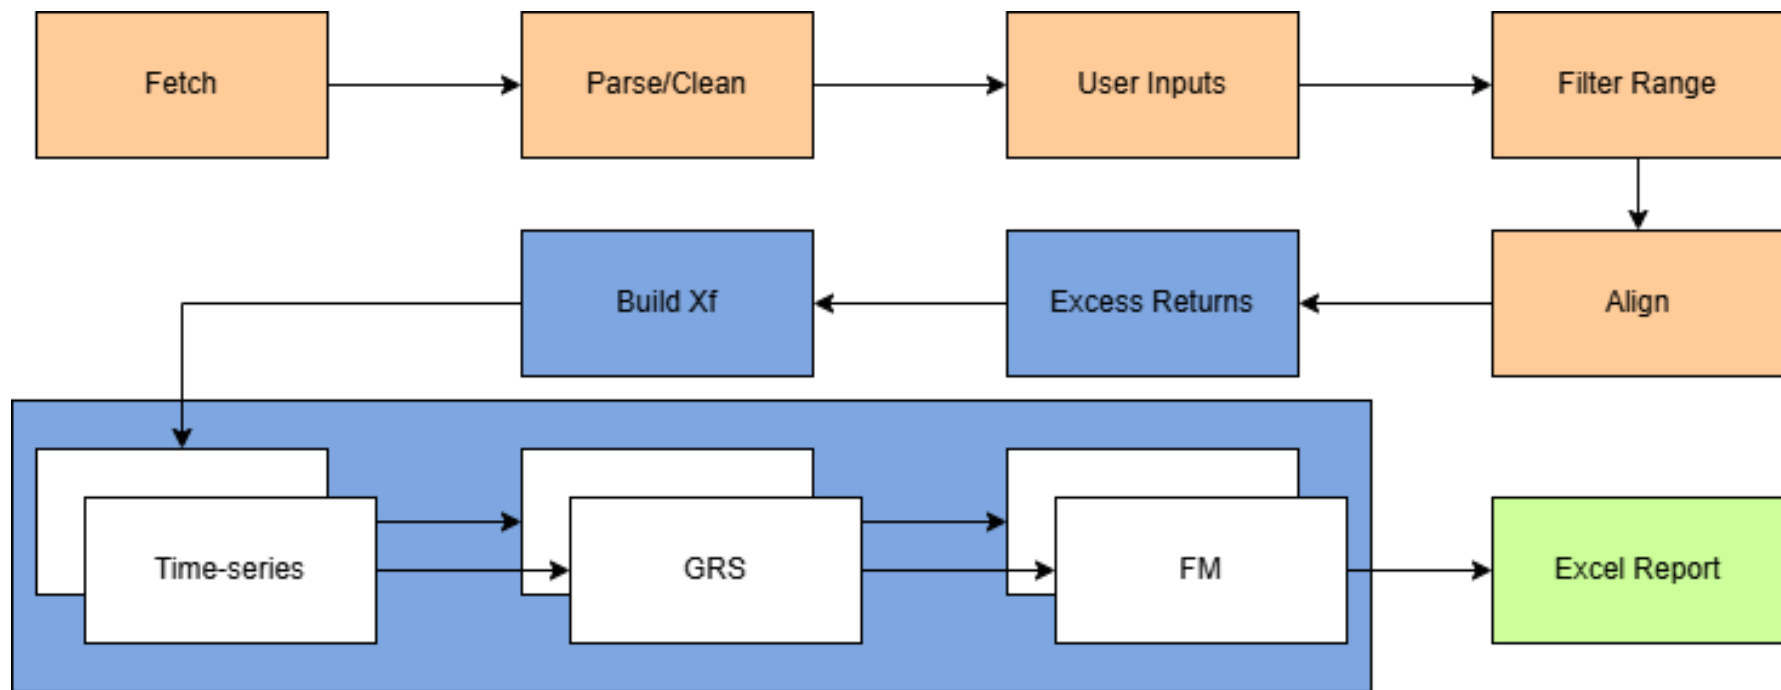 Fetch
Parse/Clean
User Inputs
Filter Range
Build Xf
Excess Returns
Align
Time-series
GRS
FM
Excel Report